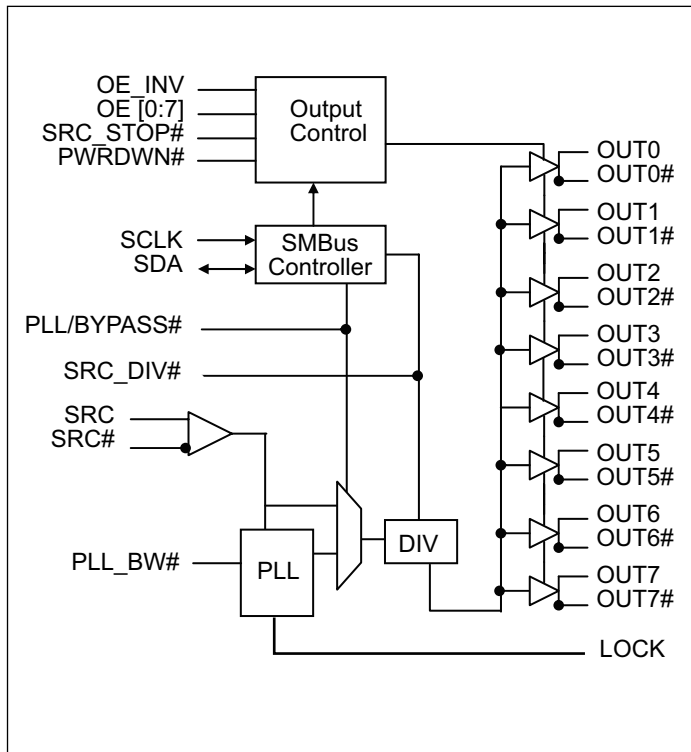 OE_INV
OE [0:7]
SRC_STOP#
PWRDWN#
Output
Control
SCLK
SDA
SMBus
Controller
PLL/BYPASS#
SRC_DIV#
SRC
SRC#
PLL_BW#
PLL
DIV
OUT0
OUT0#
OUT1
OUT1#
OUT2
OUT2#
OUT3
OUT3#
OUT4
OUT4#
OUT5
OUT5#
OUT6
OUT6#
OUT7
OUT7#
LOCK